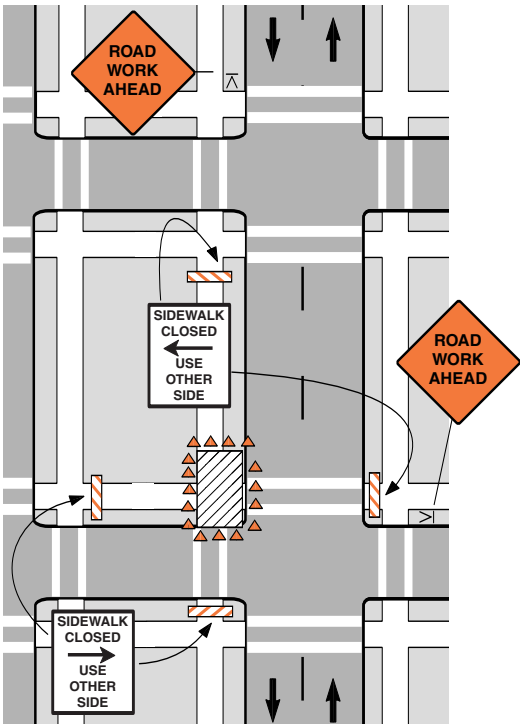 ROAD
WORK
AHEAD
SIDEWALK
CLOSED
USE
OTHER
SIDE
ROAD
WORK
AHEAD
SIDEWALK
CLOSED
USE
OTHER
SIDE